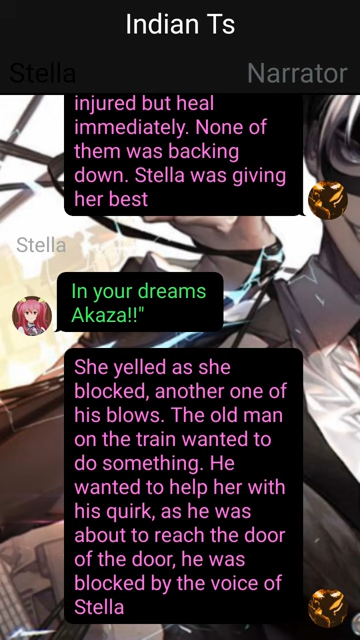 Indian Ts
Stella
Narrator
injured but heal
immediately. None of
them was backing
down. Stella was giving
her best
Stella
In your dreams
Akaza!!"
She yelled as she
blocked, another one of
his blows. The old man
on the train wanted to
do something. He
wanted to help her with
his quirk, as he was
about to reach the door
of the door, he was
blocked by the voice of
Stella